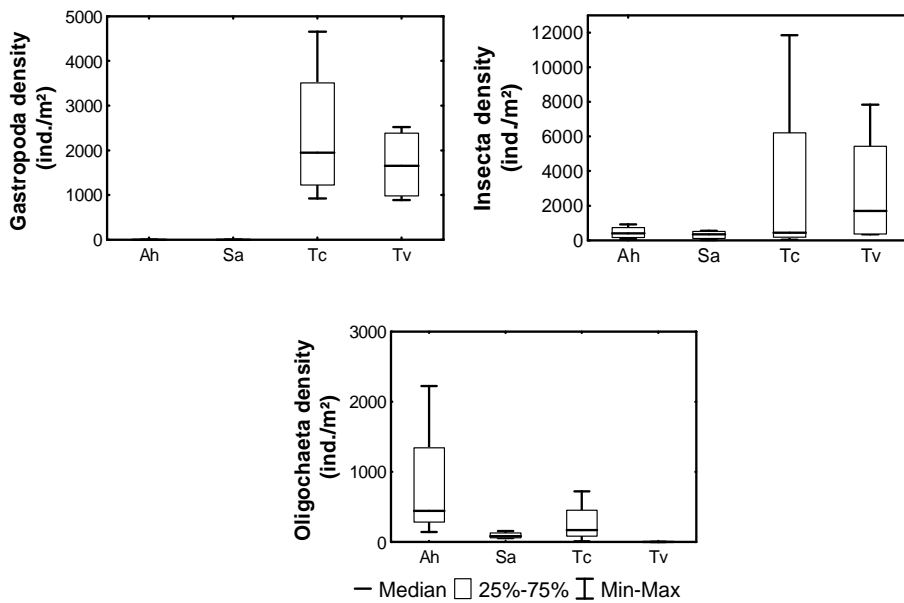 Gastropoda density
(ind./m²)
5000
4000
3000
2000
1000
0
Ah Sa Tc Tv
Insecta density
(ind./m²)
12000
10000
8000
6000
4000
2000
0
Ah Sa Tc Tv
Oligochaeta density
(ind./m²)
3000
2000
1000
0
Ah Sa Tc Tv
Median 25%-75% Min-Max